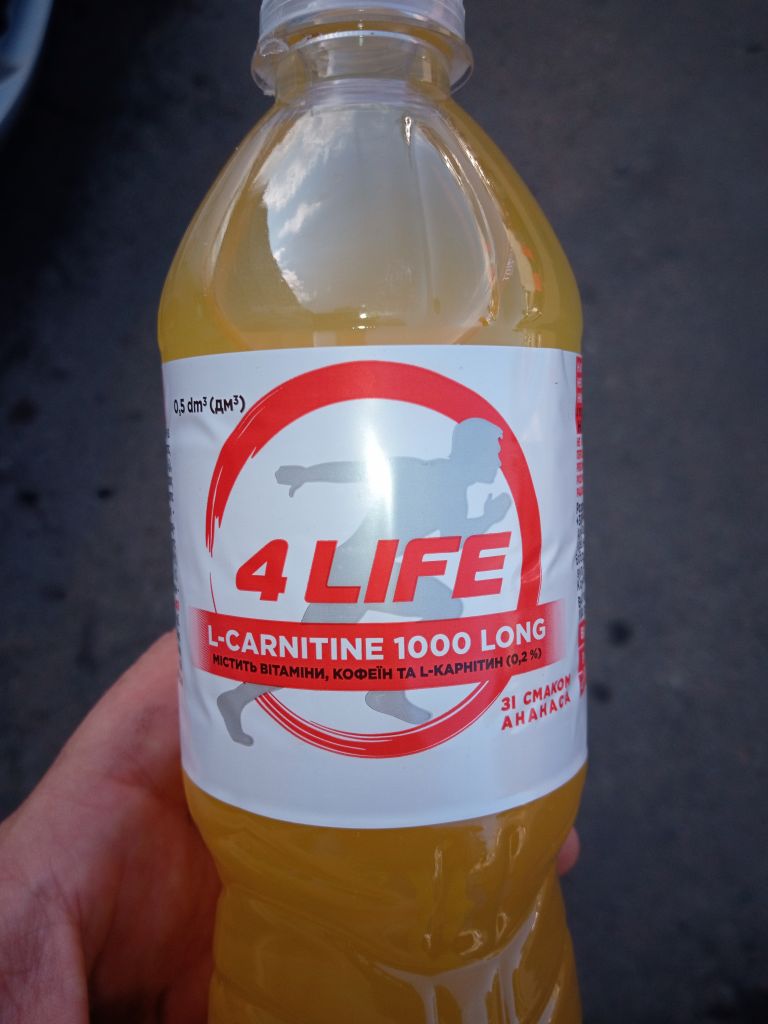 0,5 dm³ (дм³)
4 LIFE
L-CARNITINE 1000 LONG
МІСТИТЬ ВІТАМІНИ, КОФЕЇН ТА L-КАРНІТИН (0,2 %)
ЗІ СМАКОМ
АНАНАСА